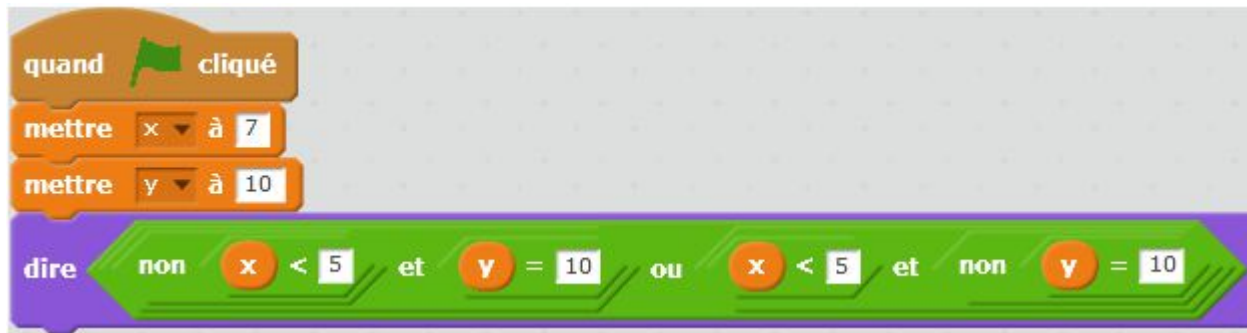 quand cliqué
mettre x à 7
mettre y à 10
dire non x < 5 et y = 10 ou x < 5 et non y = 10